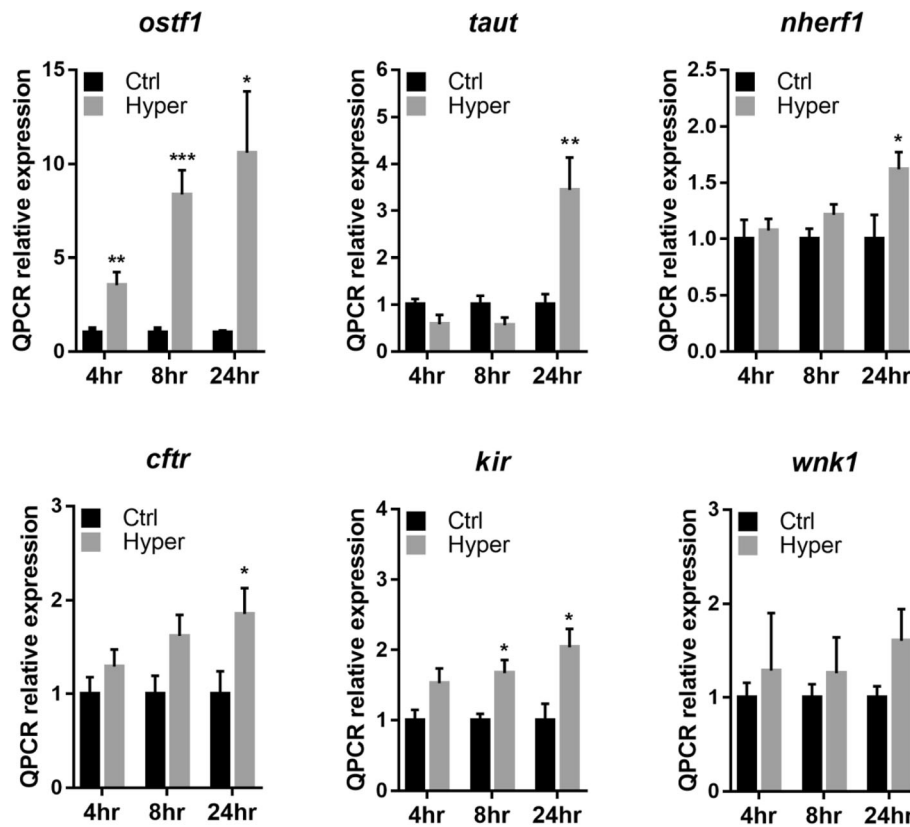 ostf1
QPCR relative expression
15
10
5
0
Ctrl
Hyper
**
***
*
4hr 8hr 24hr
taut
QPCR relative expression
6
5
4
3
2
1
0
Ctrl
Hyper
**
4hr 8hr 24hr
nherf1
QPCR relative expression
2.5
2.0
1.5
1.0
0.5
0.0
Ctrl
Hyper
*
4hr 8hr 24hr
cftr
QPCR relative expression
3
2
1
0
Ctrl
Hyper
*
4hr 8hr 24hr
kir
QPCR relative expression
4
3
2
1
0
Ctrl
Hyper
*
*
4hr 8hr 24hr
wnk1
QPCR relative expression
3
2
1
0
Ctrl
Hyper
4hr 8hr 24hr